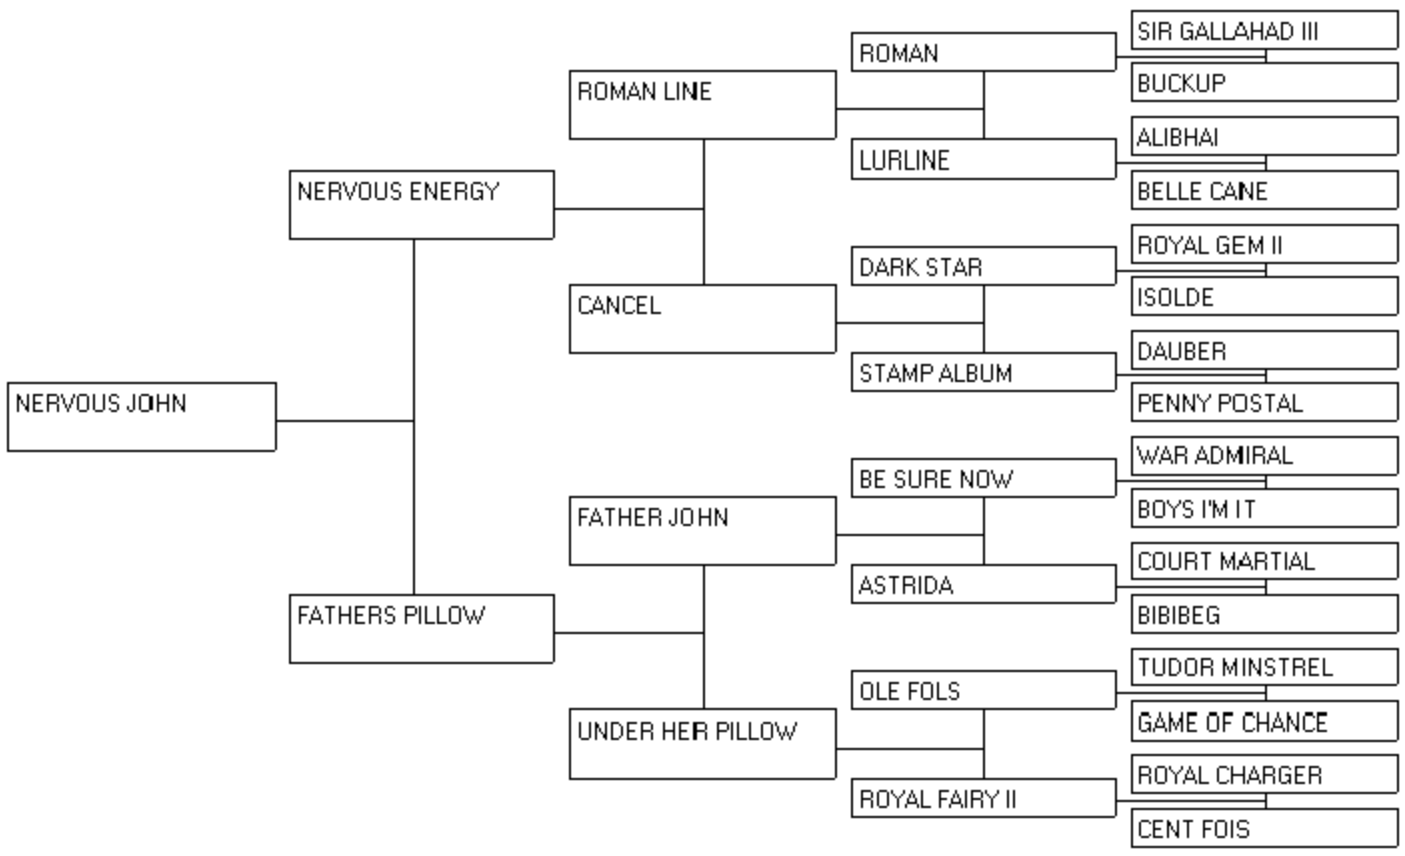 SIR GALLAHAD III
ROMAN
BUCKUP
ROMAN LINE
ALIBHAI
LURLINE
BELLE CANE
NERVOUS ENERGY
ROYAL GEM II
DARK STAR
ISOLDE
CANCEL
DAUBER
STAMP ALBUM
PENNY POSTAL
NERVOUS JOHN
WAR ADMIRAL
BE SURE NOW
BOYS I'M IT
FATHER JOHN
COURT MARTIAL
ASTRIDA
BIBIBEG
FATHERS PILLOW
TUDOR MINSTREL
OLE FOLS
GAME OF CHANCE
UNDER HER PILLOW
ROYAL CHARGER
ROYAL FAIRY II
CENT FOIS